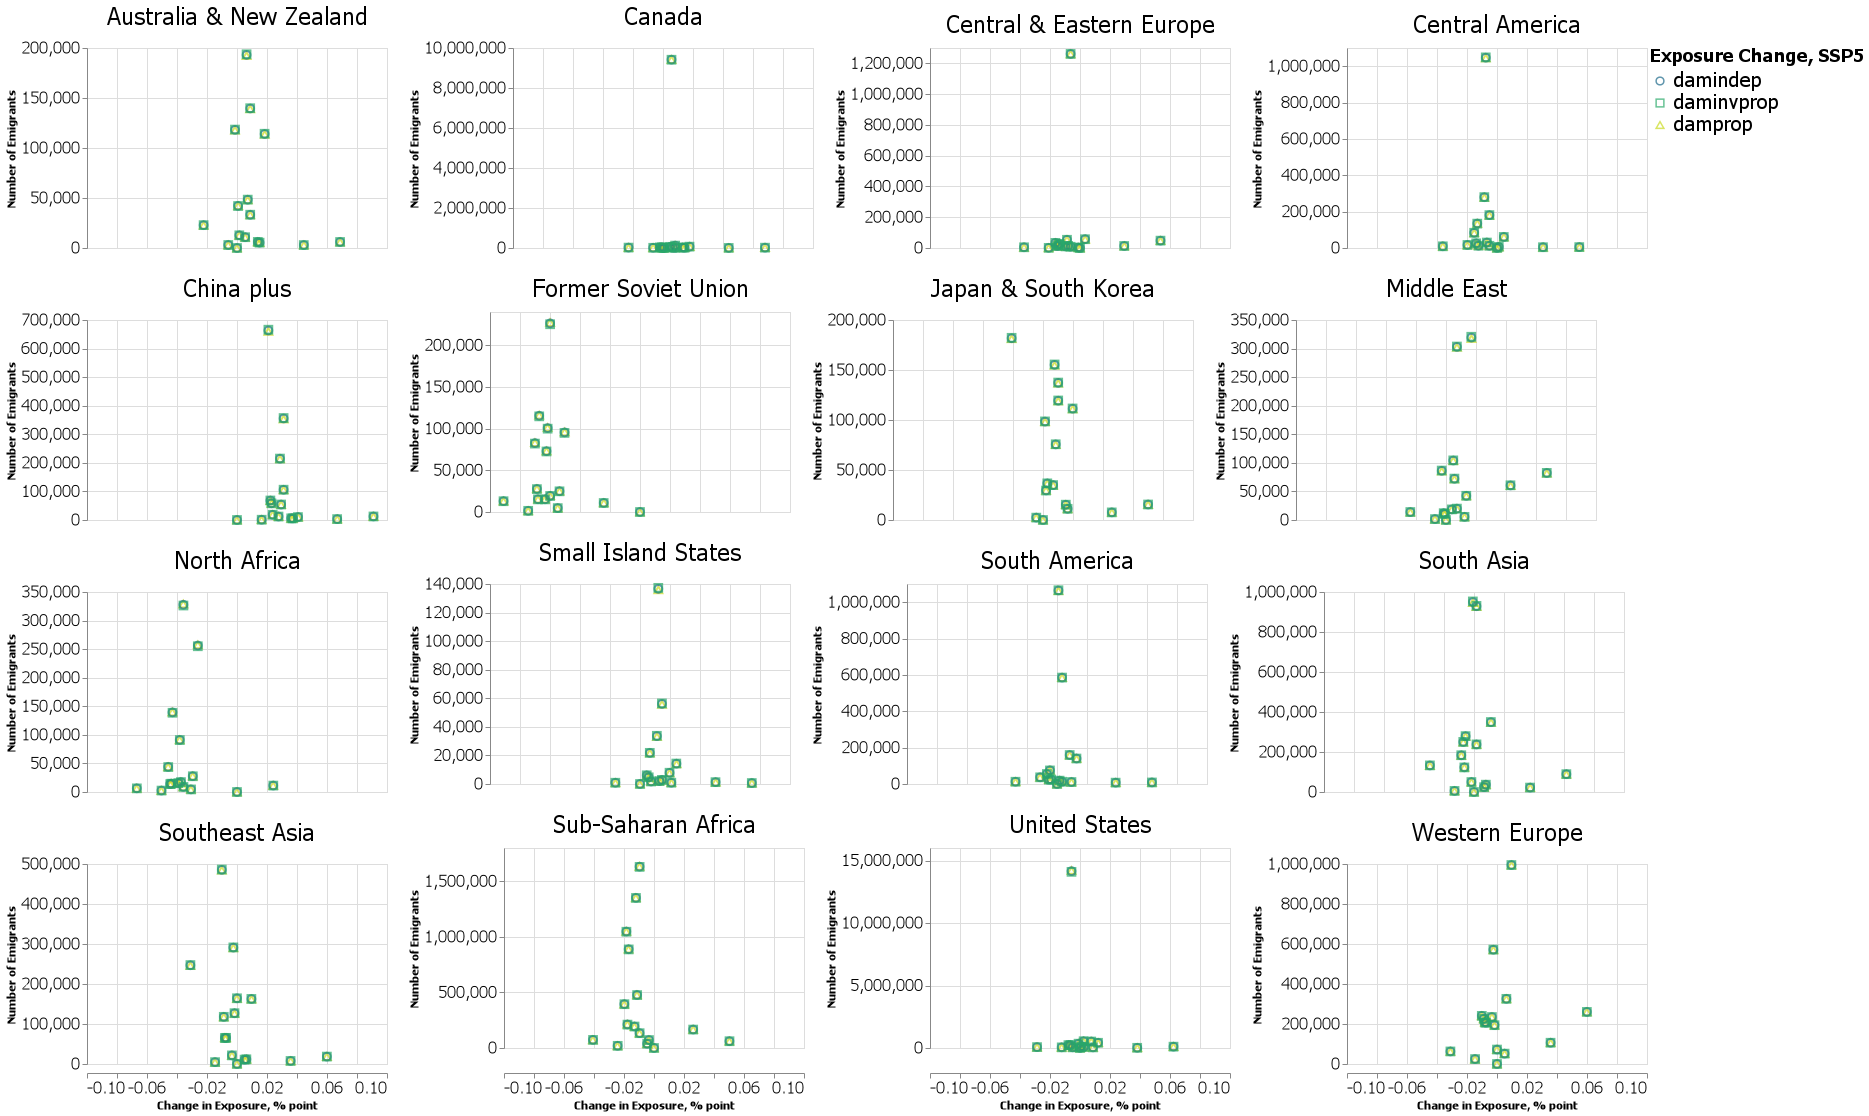 Australia & New Zealand
Canada
Central & Eastern Europe
Central America
Exposure Change, SSP5
damindep
daminvprop
damprop
Number of Emigrants
200,000
150,000
100,000
50,000
0
Number of Emigrants
10,000,000
8,000,000
6,000,000
4,000,000
2,000,000
0
Number of Emigrants
1,200,000
1,000,000
800,000
600,000
400,000
200,000
0
Number of Emigrants
1,000,000
800,000
600,000
400,000
200,000
0
China plus
Former Soviet Union
Japan & South Korea
Middle East
Number of Emigrants
700,000
600,000
500,000
400,000
300,000
200,000
100,000
0
Number of Emigrants
200,000
150,000
100,000
50,000
0
Number of Emigrants
200,000
150,000
100,000
50,000
0
Number of Emigrants
350,000
300,000
250,000
200,000
150,000
100,000
50,000
0
North Africa
Small Island States
South America
South Asia
Number of Emigrants
350,000
300,000
250,000
200,000
150,000
100,000
50,000
0
Number of Emigrants
140,000
120,000
100,000
80,000
60,000
40,000
20,000
0
Number of Emigrants
1,000,000
800,000
600,000
400,000
200,000
0
Number of Emigrants
1,000,000
800,000
600,000
400,000
200,000
0
Southeast Asia
Sub-Saharan Africa
United States
Western Europe
Number of Emigrants
500,000
400,000
300,000
200,000
100,000
0
Number of Emigrants
1,500,000
1,000,000
500,000
0
Number of Emigrants
15,000,000
10,000,000
5,000,000
0
Number of Emigrants
1,000,000
800,000
600,000
400,000
200,000
0
-0.10 -0.06 -0.02 0.02 0.06 0.10
Change in Exposure, % point
-0.10 -0.06 -0.02 0.02 0.06 0.10
Change in Exposure, % point
-0.10 -0.06 -0.02 0.02 0.06 0.10
Change in Exposure, % point
-0.10 -0.06 -0.02 0.02 0.06 0.10
Change in Exposure, % point